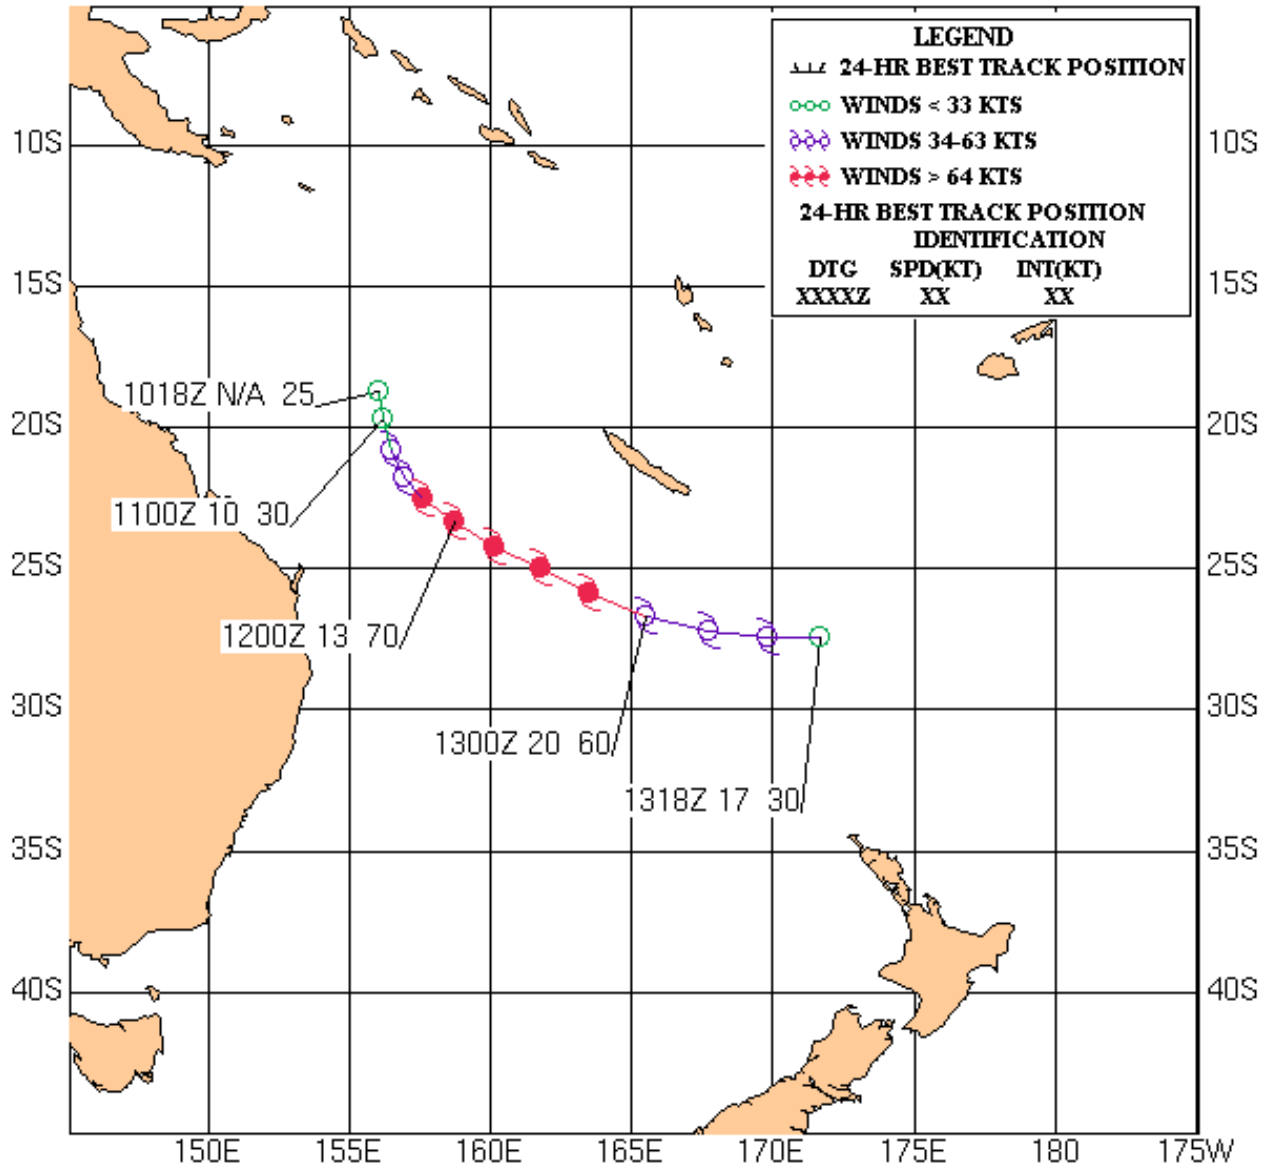 LEGEND
24-HR BEST TRACK POSITION
WINDS < 33 KTS
WINDS 34-63 KTS
WINDS > 64 KTS
24-HR BEST TRACK POSITION
IDENTIFICATION
DTG SPD(KT) INT(KT)
XXXXZ XX XX
10S 10S
15S 15S
1018Z N/A 25
20S 20S
1100Z 10 30
25S 25S
1200Z 13 70
30S 30S
1300Z 20 60
1318Z 17 30
35S 35S
40S 40S
150E 155E 160E 165E 170E 175E 180 175W